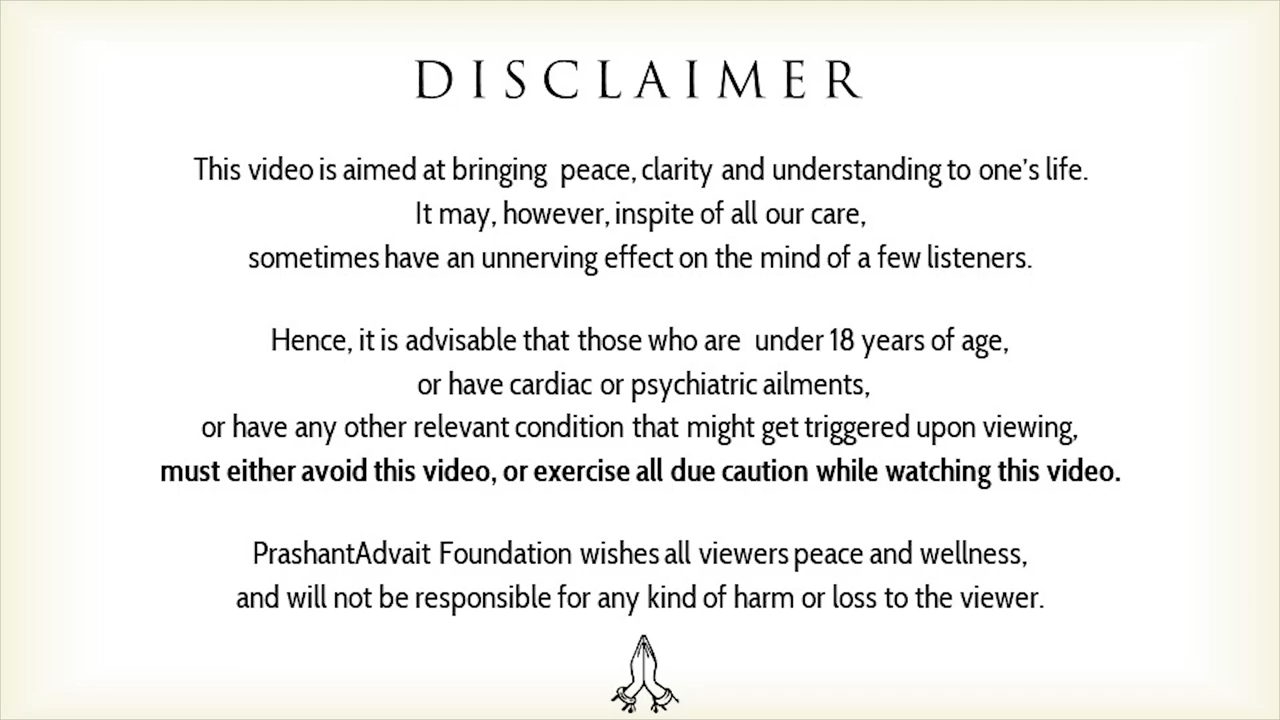 DISCLAIMER
This video is aimed at bringing peace, clarity and understanding to one's life.
It may, however, inspite of all our care,
sometimes have an unnerving effect on the mind of a few listeners.
Hence, it is advisable that those who are under 18 years of age,
or have cardiac or psychiatric ailments,
or have any other relevant condition that might get triggered upon viewing,
must either avoid this video, or exercise all due caution while watching this video.
PrashantAdvait Foundation wishes all viewers peace and wellness,
and will not be responsible for any kind of harm or loss to the viewer.